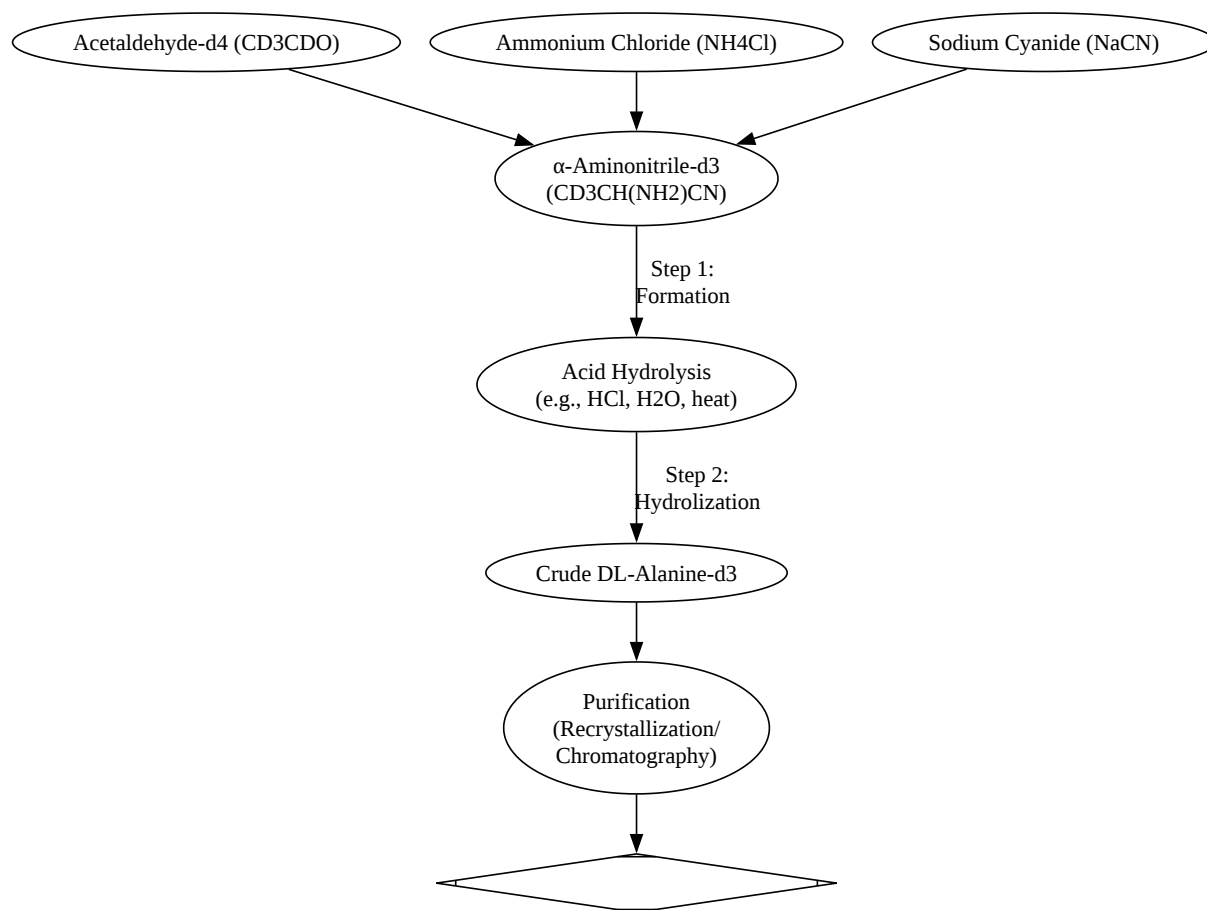 Acetaldehyde-d4 (CD3CDO)
Ammonium Chloride (NH4Cl)
Sodium Cyanide (NaCN)
α-Aminonitrile-d3
(CD3CH(NH2)CN)
Step 1:
Formation
Acid Hydrolysis
(e.g., HCl, H2O, heat)
Step 2:
Hydrolization
Crude DL-Alanine-d3
Purification
(Recrystallization/
Chromatography)